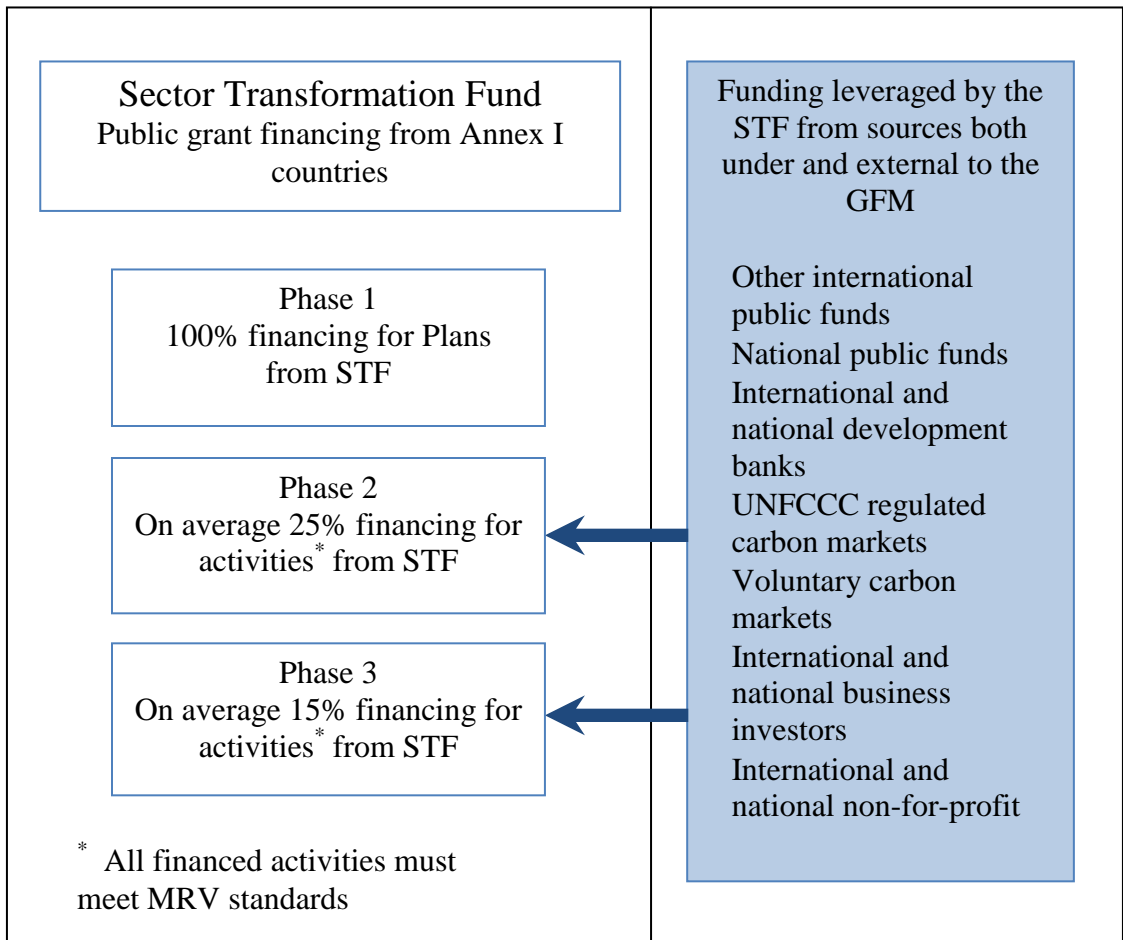 Sector Transformation Fund
Public grant financing from Annex I
countries
Phase 1
100% financing for Plans
from STF
Phase 2
On average 25% financing for
activities* from STF
Phase 3
On average 15% financing for
activities* from STF
* All financed activities must
meet MRV standards
Funding leveraged by the
STF from sources both
under and external to the
GFM
Other international
public funds
National public funds
International and
national development
banks
UNFCCC regulated
carbon markets
Voluntary carbon
markets
International and
national business
investors
International and
national non-for-profit